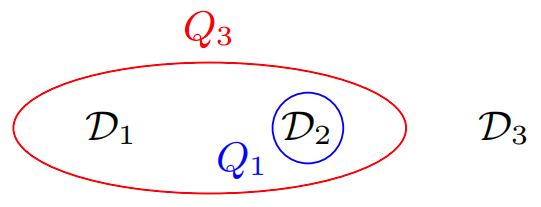 Q₃
𝒟₁ 𝒟₂ 𝒟₃
Q₁